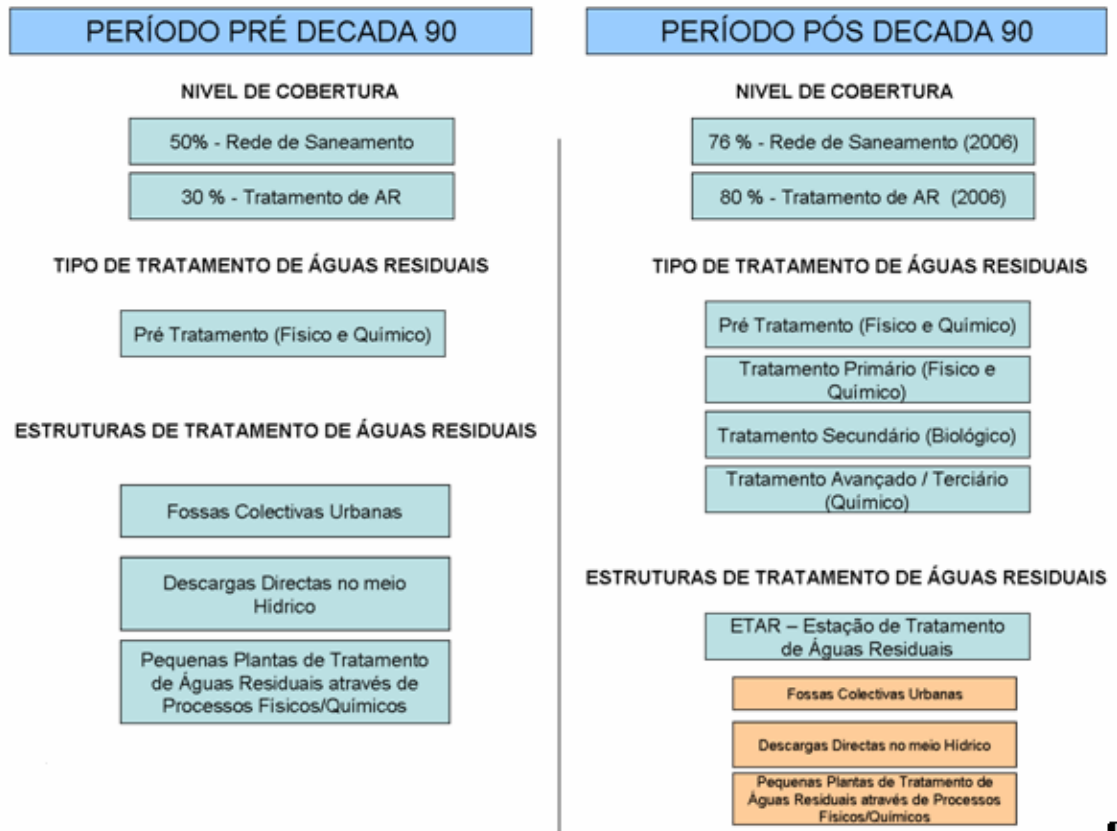 PERÍODO PRÉ DECADA 90
NIVEL DE COBERTURA
50% - Rede de Saneamento
30 % - Tratamento de AR
TIPO DE TRATAMENTO DE ÁGUAS RESIDUAIS
Pré Tratamento (Físico e Químico)
ESTRUTURAS DE TRATAMENTO DE ÁGUAS RESIDUAIS
Fossas Colectivas Urbanas
Descargas Directas no meio
Hídrico
Pequenas Plantas de Tratamento
de Águas Residuais através de
Processos Físicos/Químicos
PERÍODO PÓS DECADA 90
NIVEL DE COBERTURA
76 % - Rede de Saneamento (2006)
80 % - Tratamento de AR (2006)
TIPO DE TRATAMENTO DE ÁGUAS RESIDUAIS
Pré Tratamento (Físico e Químico)
Tratamento Primário (Físico e
Químico)
Tratamento Secundário (Biológico)
Tratamento Avançado / Terciário
(Químico)
ESTRUTURAS DE TRATAMENTO DE ÁGUAS RESIDUAIS
ETAR – Estação de Tratamento
de Águas Residuais
Fossas Colectivas Urbanas
Descargas Directas no meio Hídrico
Pequenas Plantas de Tratamento de
Águas Residuais através de Processos
Físicos/Químicos